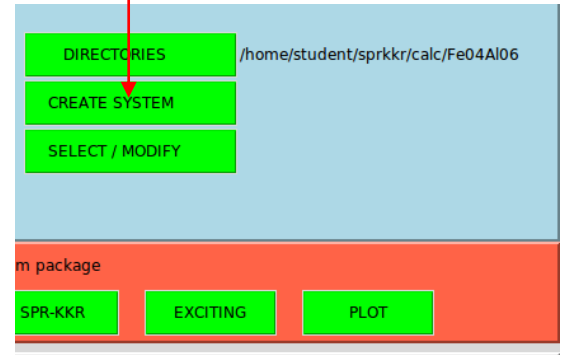 DIRECTORIES /home/student/sprkkr/calc/Fe04Al06
CREATE SYSTEM
SELECT / MODIFY
m package
SPR-KKR EXCITING PLOT